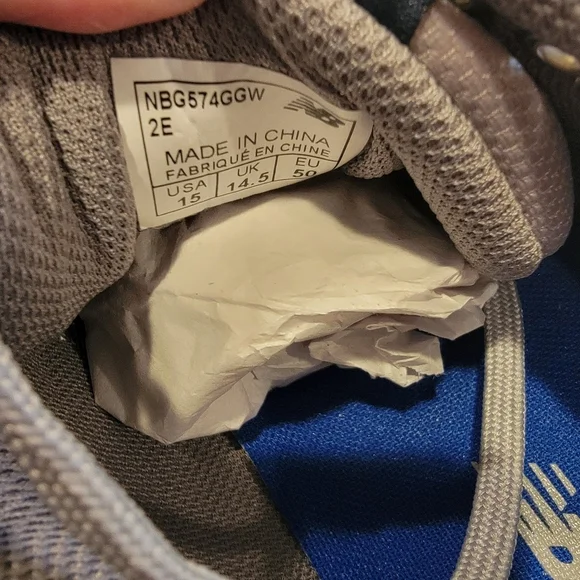 NBG574GGW
2E
MADE IN CHINA
FABRIQUÉ EN CHINE
USA UK EU
15 14.5 50